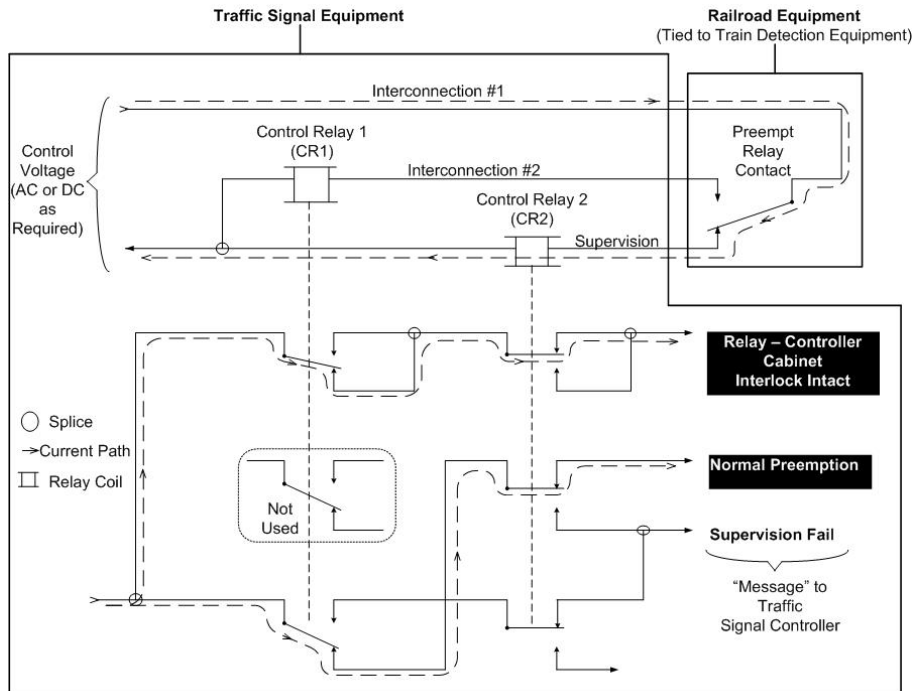 Traffic Signal Equipment
Railroad Equipment
(Tied to Train Detection Equipment)
Interconnection #1
Control Relay 1
(CR1)
Preempt
Relay
Contact
Control
Voltage
(AC or DC
as
Required)
Interconnection #2
Control Relay 2
(CR2)
Supervision
Relay – Controller
Cabinet
Interlock Intact
Splice
Current Path
Relay Coil
Not
Used
Normal Preemption
Supervision Fail
“Message” to
Traffic
Signal Controller